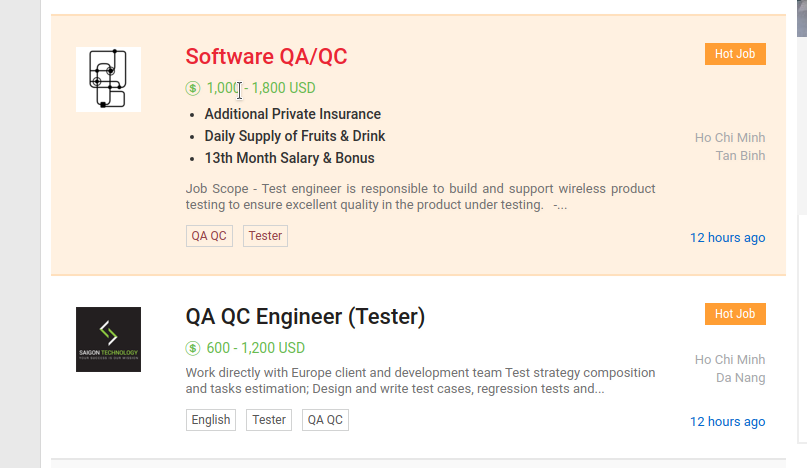 Software QA/QC
Hot Job
1,000 - 1,800 USD
Additional Private Insurance
Daily Supply of Fruits & Drink
13th Month Salary & Bonus
Ho Chi Minh
Tan Binh
Job Scope - Test engineer is responsible to build and support wireless product
testing to ensure excellent quality in the product under testing. -...
QA QC
Tester
12 hours ago
QA QC Engineer (Tester)
Hot Job
SAIGON TECHNOLOGY
YOUR SUCCESS IS OUR MISSION
600 - 1,200 USD
Ho Chi Minh
Da Nang
Work directly with Europe client and development team Test strategy composition
and tasks estimation; Design and write test cases, regression tests and...
English
Tester
QA QC
12 hours ago